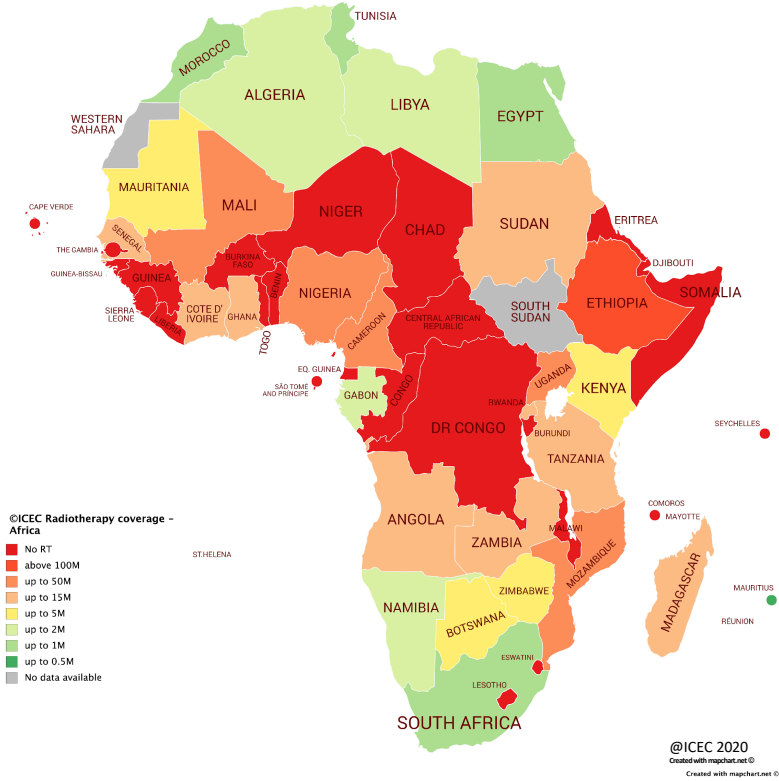 TUNISIA
MOROCCO
ALGERIA
LIBYA
EGYPT
WESTERN
SAHARA
MAURITANIA
MALI
NIGER
CHAD
SUDAN
ERITREA
CAPE VERDE
SENEGAL
THE GAMBIA
GUINEA-BISSAU
GUINEA
BURKINA
FASO
BENIN
NIGERIA
DJIBOUTI
SOMALIA
ETHIOPIA
SOUTH
SUDAN
SIERRA
LEONE
LIBERIA
COTE D'
IVOIRE
GHANA
TOGO
CAMEROON
CENTRAL AFRICAN
REPUBLIC
EQ. GUINEA
SÃO TOMÉ
AND PRÍNCIPE
GABON
CONGO
UGANDA
KENYA
RWANDA
DR CONGO
BURUNDI
TANZANIA
SEYCHELLES
COMOROS
MAYOTTE
ANGOLA
ZAMBIA
MALAWI
MOZAMBIQUE
MADAGASCAR
ST.HELENA
NAMIBIA
ZIMBABWE
BOTSWANA
MAURITIUS
RÉUNION
ESWATINI
LESOTHO
SOUTH AFRICA
©ICEC Radiotherapy coverage –
Africa
No RT
above 100M
up to 50M
up to 15M
up to 5M
up to 2M
up to 1M
up to 0.5M
No data available
@ICEC 2020
Created with mapchart.net ©
Created with mapchart.net ©